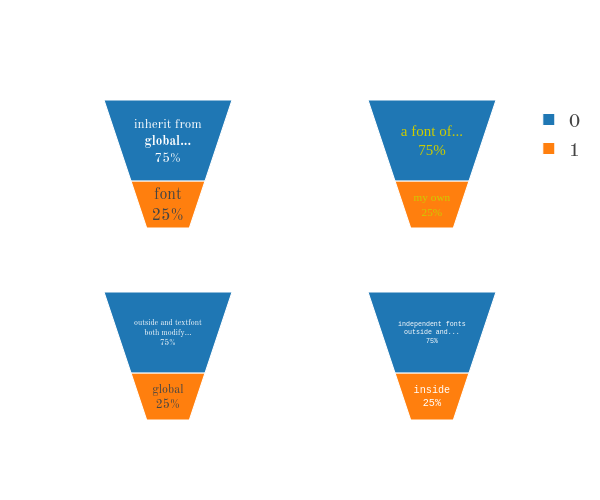 inherit from
global...
75%
font
25%
a font of...
75%
my own
25%
0
1
outside and textfont
both modify...
75%
global
25%
independent fonts
outside and...
75%
inside
25%